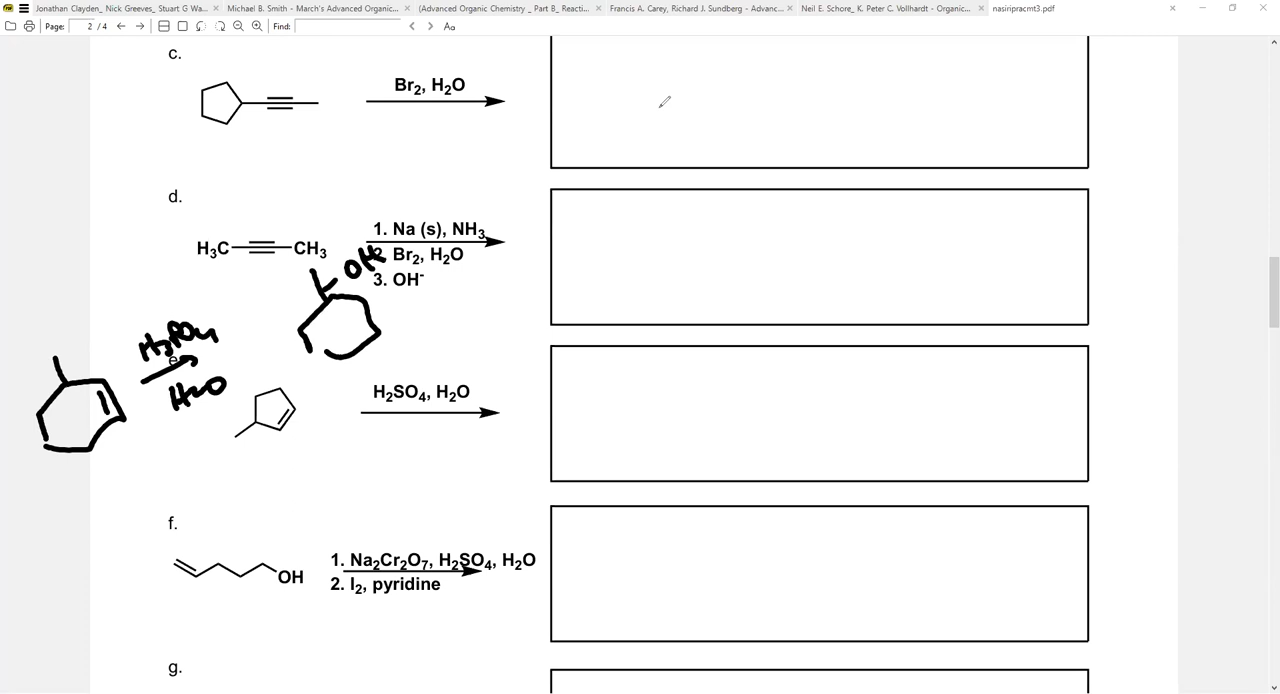 Jonathan Clayden_ Nick Greeves_ Stuart G Wa...
Michael B. Smith - March's Advanced Organic...
(Advanced Organic Chemistry _ Part B_ Reacti...
Francis A. Carey, Richard J. Sundberg - Advanc...
Neil E. Schore_ K. Peter C. Vollhardt - Organic...
nasiripracmt3.pdf
Page: 2 / 4 Find: Aa
c.
Br2, H2O
d.
H3C CH3
1. Na (s), NH3
2. Br2, H2O
3. OH-
OH
H3PO4
H2O
e
H2SO4, H2O
f.
OH
1. Na2Cr2O7, H2SO4, H2O
2. I2, pyridine
g.